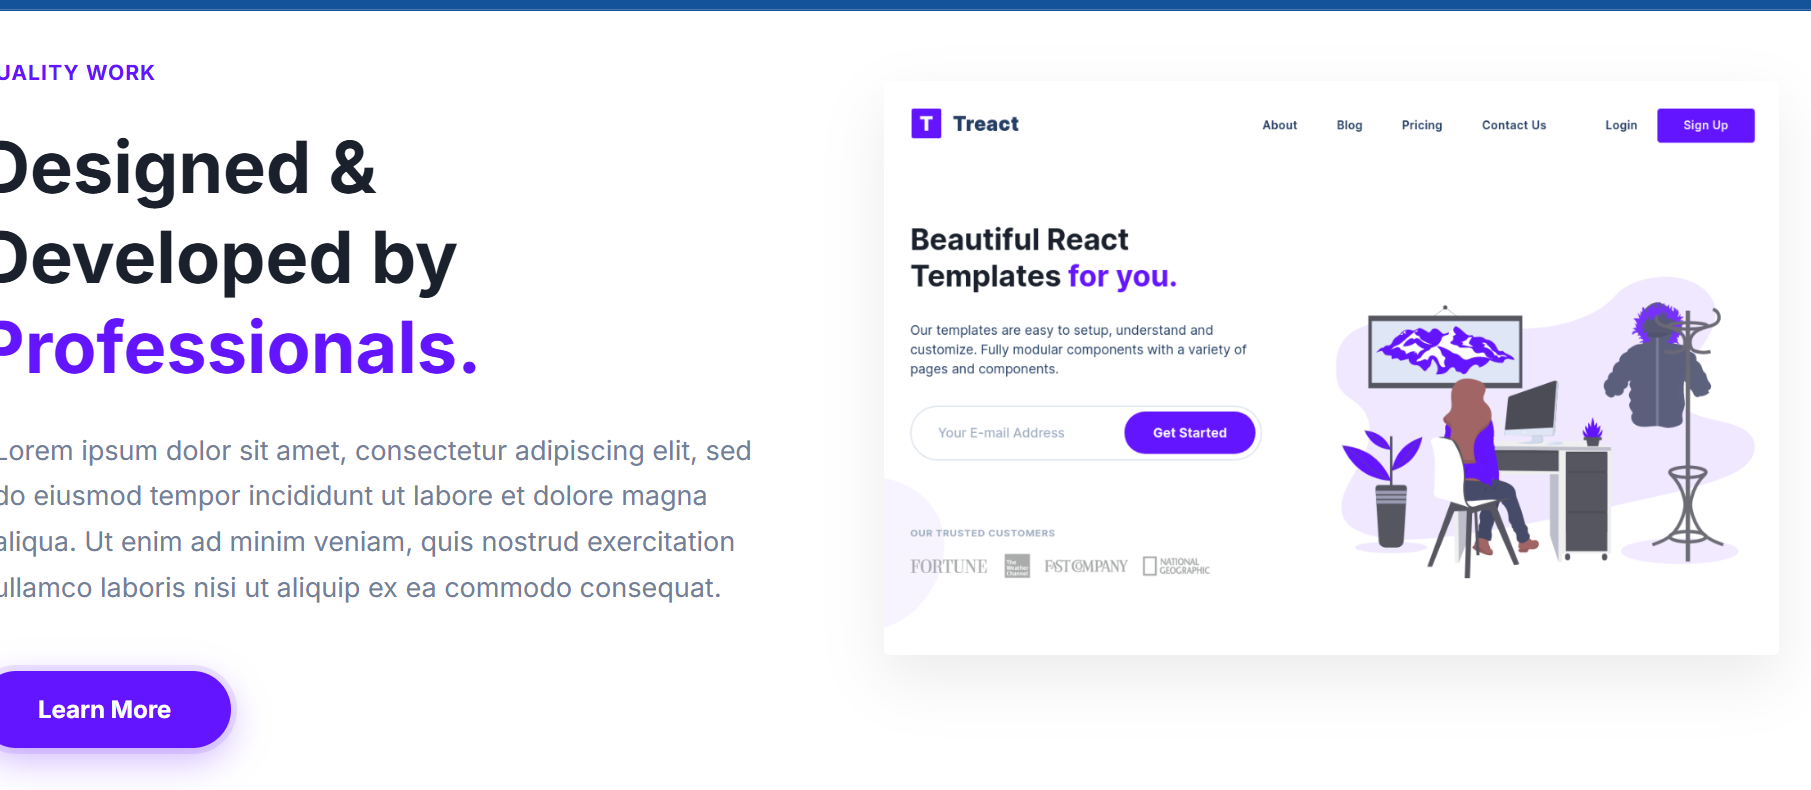 UALITY WORK
Designed &
Developed by
Professionals.
Lorem ipsum dolor sit amet, consectetur adipiscing elit, sed
do eiusmod tempor incididunt ut labore et dolore magna
aliqua. Ut enim ad minim veniam, quis nostrud exercitation
ullamco laboris nisi ut aliquip ex ea commodo consequat.
Learn More
T Treact
About Blog Pricing Contact Us Login Sign Up
Beautiful React
Templates for you.
Our templates are easy to setup, understand and
customize. Fully modular components with a variety of
pages and components.
Your E-mail Address Get Started
OUR TRUSTED CUSTOMERS
FORTUNE
The
Weather
Channel
FAST COMPANY
NATIONAL
GEOGRAPHIC